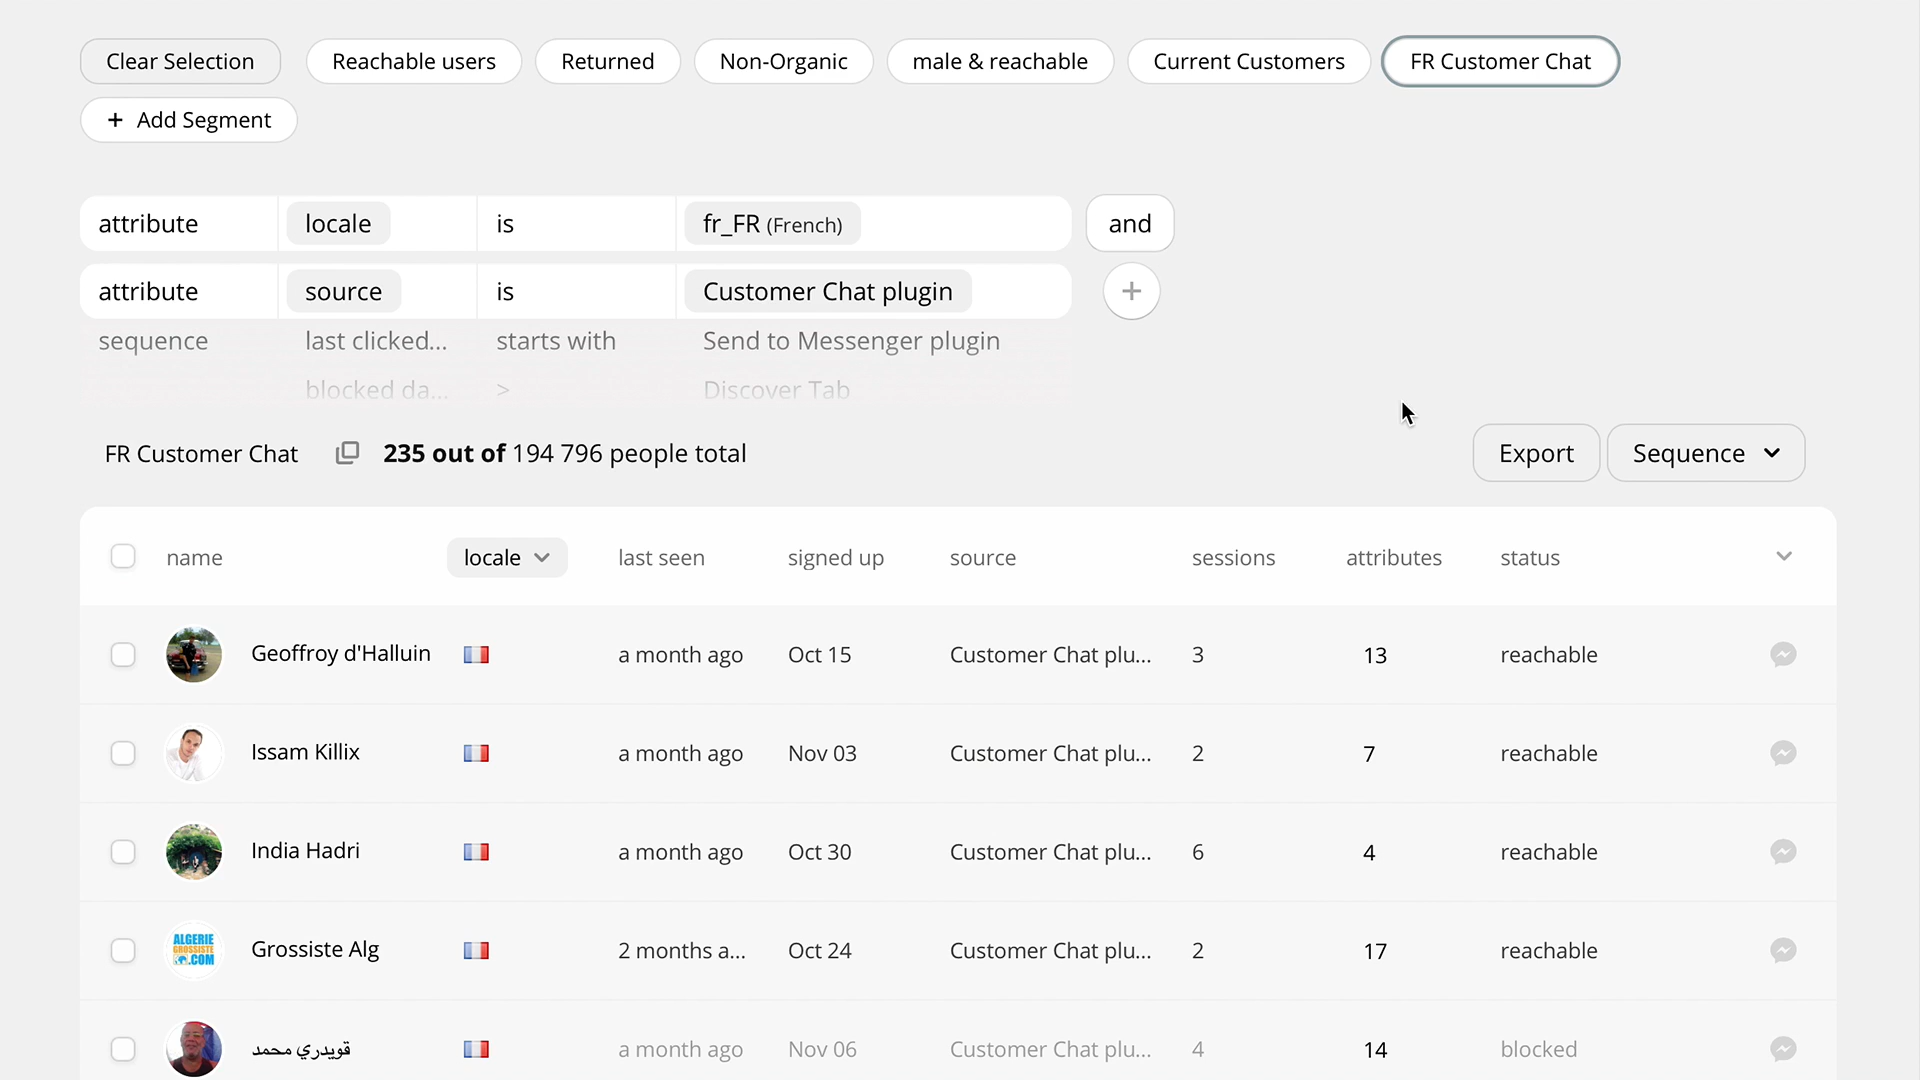 Clear Selection Reachable users Returned Non-Organic male & reachable Current Customers FR Customer Chat
+ Add Segment
attribute locale is fr_FR (French) and
attribute source is Customer Chat plugin +
sequence last clicked... starts with Send to Messenger plugin
blocked da... > Discover Tab
FR Customer Chat 235 out of 194 796 people total Export Sequence
name locale last seen signed up source sessions attributes status
Geoffroy d'Halluin a month ago Oct 15 Customer Chat plu... 3 13 reachable
Issam Killix a month ago Nov 03 Customer Chat plu... 2 7 reachable
India Hadri a month ago Oct 30 Customer Chat plu... 6 4 reachable
ALGERIE
GROSSISTE
.COM
Grossiste Alg 2 months a... Oct 24 Customer Chat plu... 2 17 reachable
قويدري محمد a month ago Nov 06 Customer Chat plu... 4 14 blocked